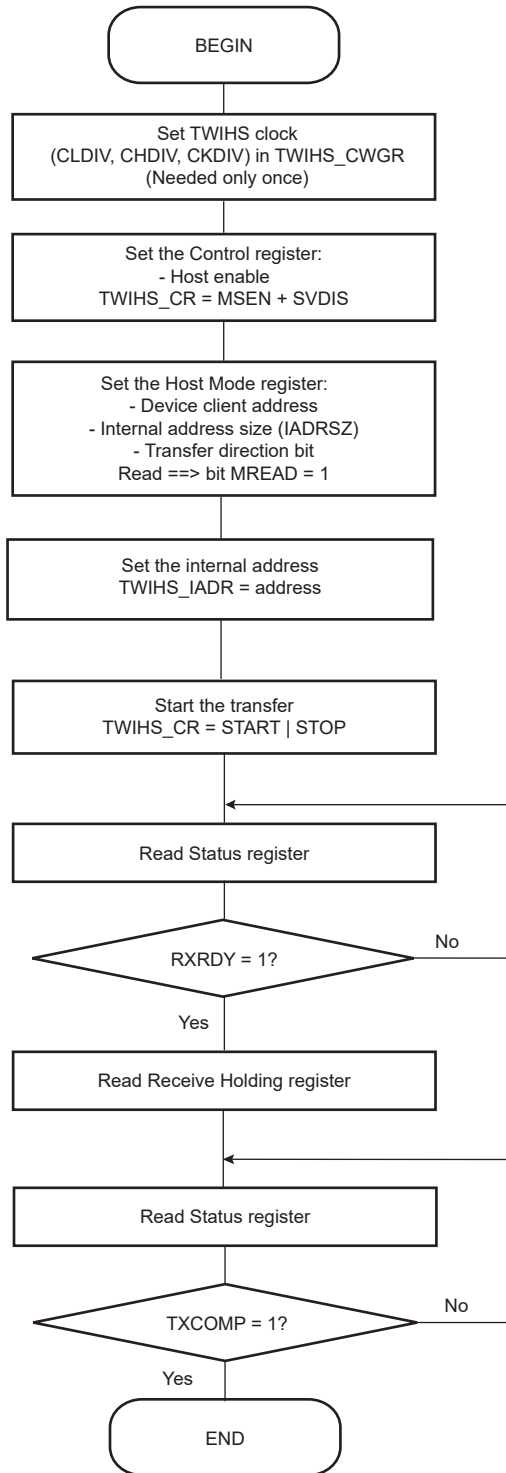 BEGIN
Set TWIHS clock
(CLDIV, CHDIV, CKDIV) in TWIHS_CWGR
(Needed only once)
Set the Control register:
- Host enable
TWIHS_CR = MSEN + SVDIS
Set the Host Mode register:
- Device client address
- Internal address size (IADRSZ)
- Transfer direction bit
Read ==> bit MREAD = 1
Set the internal address
TWIHS_IADR = address
Start the transfer
TWIHS_CR = START | STOP
Read Status register
RXRDY = 1?
No
Yes
Read Receive Holding register
Read Status register
TXCOMP = 1?
No
Yes
END